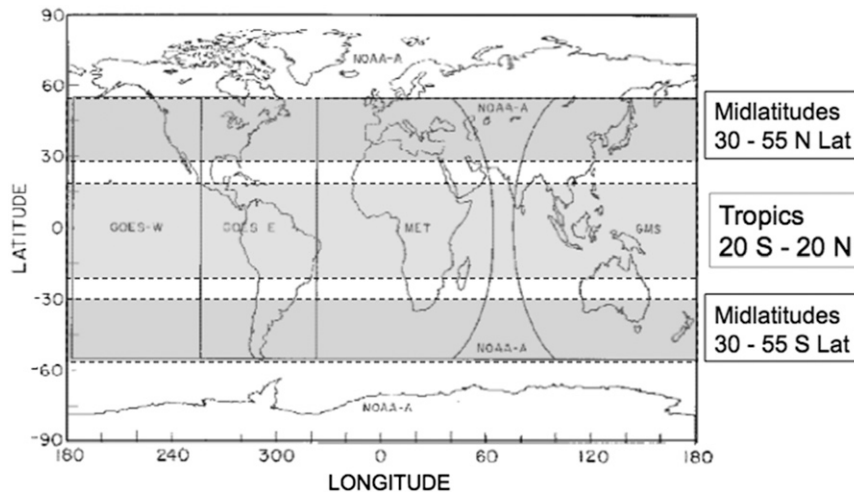 90
60
30
0
-30
-60
-90
LATITUDE
NOAA-A
NOAA-A
GOES-W
GOES E
MET
GMS
NOAA-A
NOAA-A
180
240
300
0
60
120
180
LONGITUDE
Midlatitudes
30 - 55 N Lat
Tropics
20 S - 20 N
Midlatitudes
30 - 55 S Lat